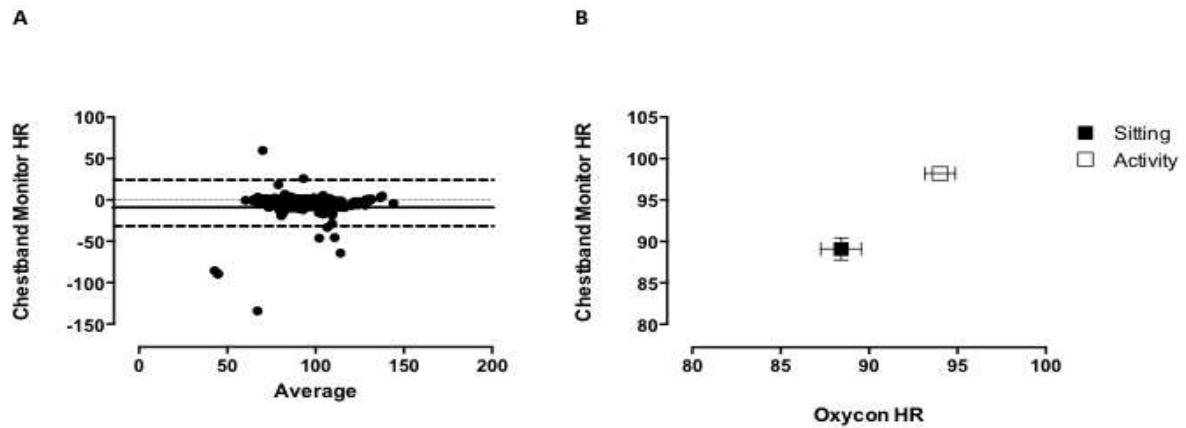 A
Chestband Monitor HR
100
50
0
-50
-100
-150
0 50 100 150 200
Average
B
Chestband Monitor HR
105
100
95
90
85
80
80 85 90 95 100
Oxycon HR
Sitting
Activity